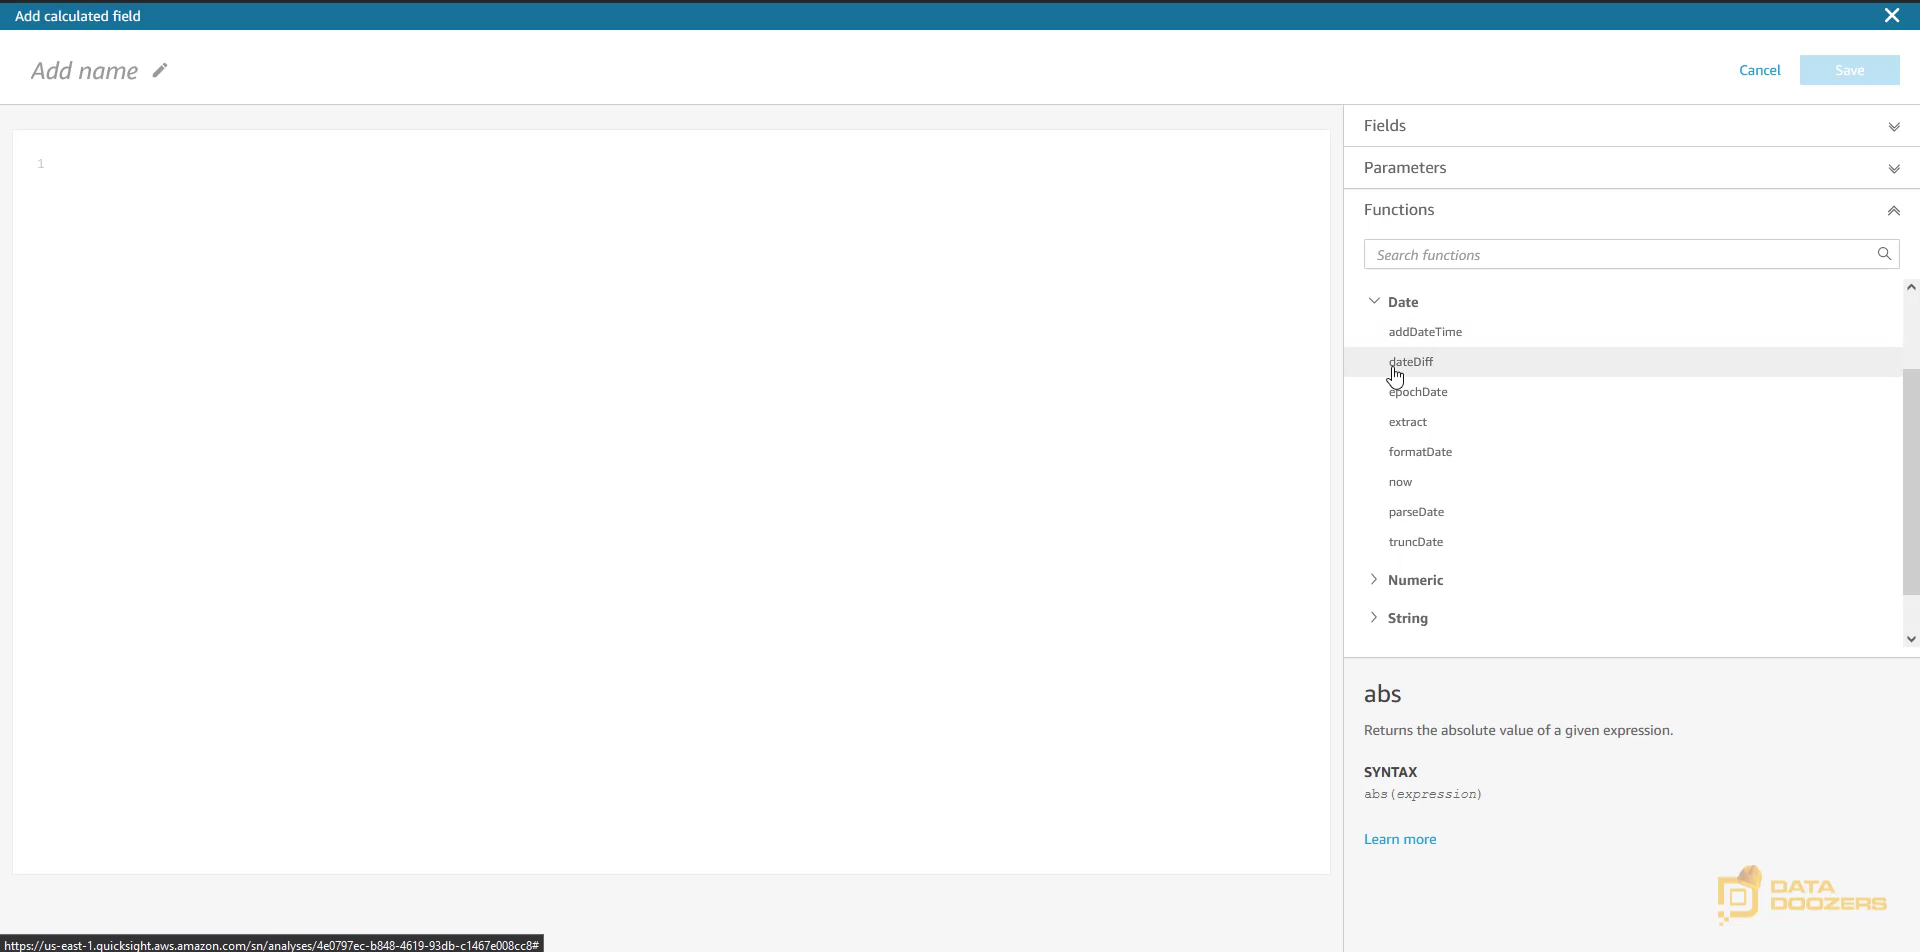 Add calculated field
Add name
Cancel
Save
1
Fields
Parameters
Functions
Search functions
Date
addDateTime
dateDiff
epochDate
extract
formatDate
now
parseDate
truncDate
Numeric
String
abs
Returns the absolute value of a given expression.
SYNTAX
abs(expression)
Learn more
DATA
DOOZERS
https://us-east-1.quicksight.aws.amazon.com/sn/analyses/4e0797ec-b848-4619-93db-c1467e008cc8#